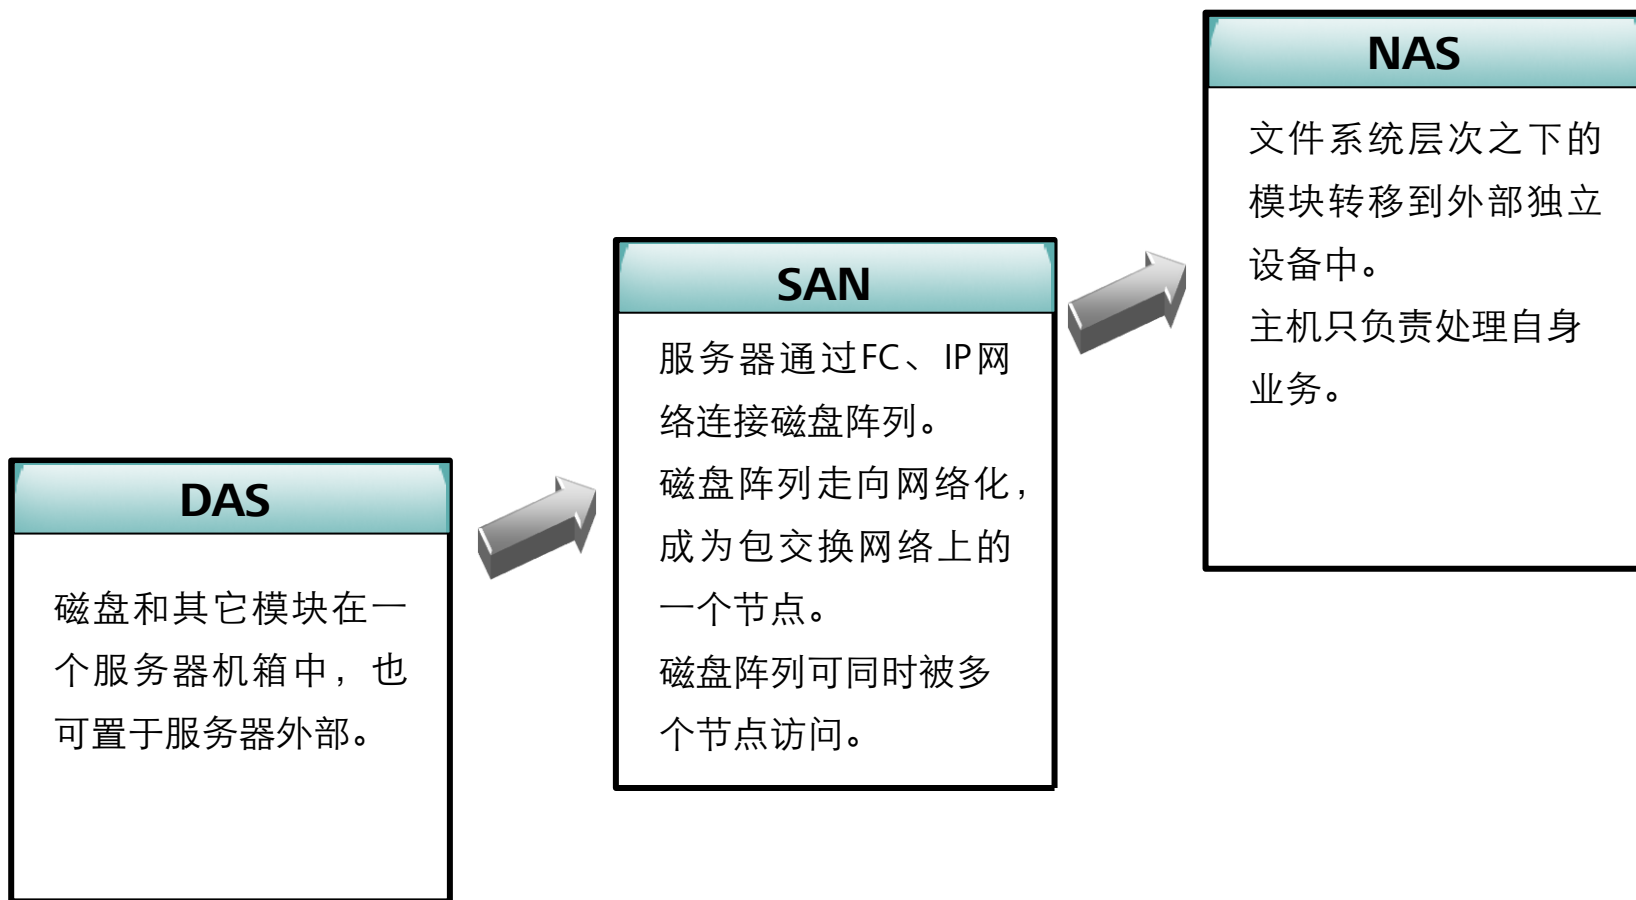 DAS
磁盘和其它模块在一
个服务器机箱中，也
可置于服务器外部。
SAN
服务器通过FC、IP网
络连接磁盘阵列。
磁盘阵列走向网络化，
成为包交换网络上的
一个节点。
磁盘阵列可同时被多
个节点访问。
NAS
文件系统层次之下的
模块转移到外部独立
设备中。
主机只负责处理自身
业务。